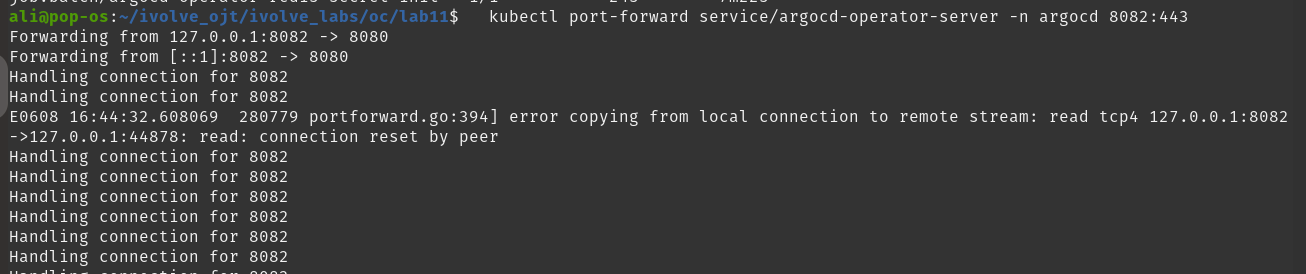 ali@pop-os:~/ivolve_ojt/ivolve_labs/oc/lab11$   kubectl port-forward service/argocd-operator-server -n argocd 8082:443
Forwarding from 127.0.0.1:8082 -> 8080
Forwarding from [::1]:8082 -> 8080
Handling connection for 8082
Handling connection for 8082
E0608 16:44:32.608069  280779 portforward.go:394] error copying from local connection to remote stream: read tcp4 127.0.0.1:8082
->127.0.0.1:44878: read: connection reset by peer
Handling connection for 8082
Handling connection for 8082
Handling connection for 8082
Handling connection for 8082
Handling connection for 8082
Handling connection for 8082